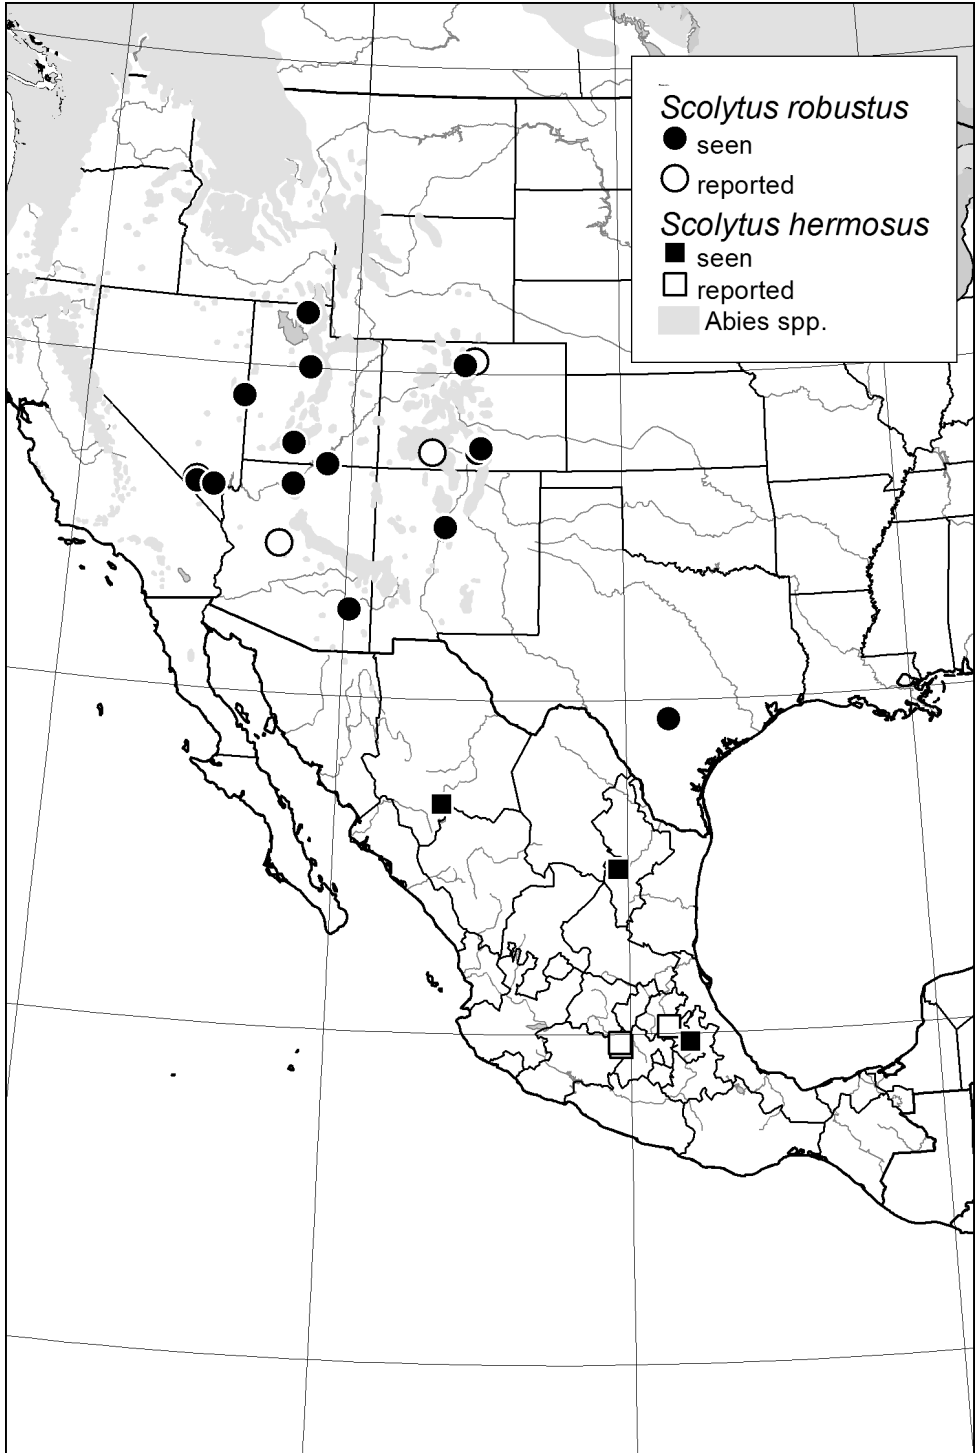 Scolytus robustus
seen
reported
Scolytus hermosus
seen
reported
Abies spp.